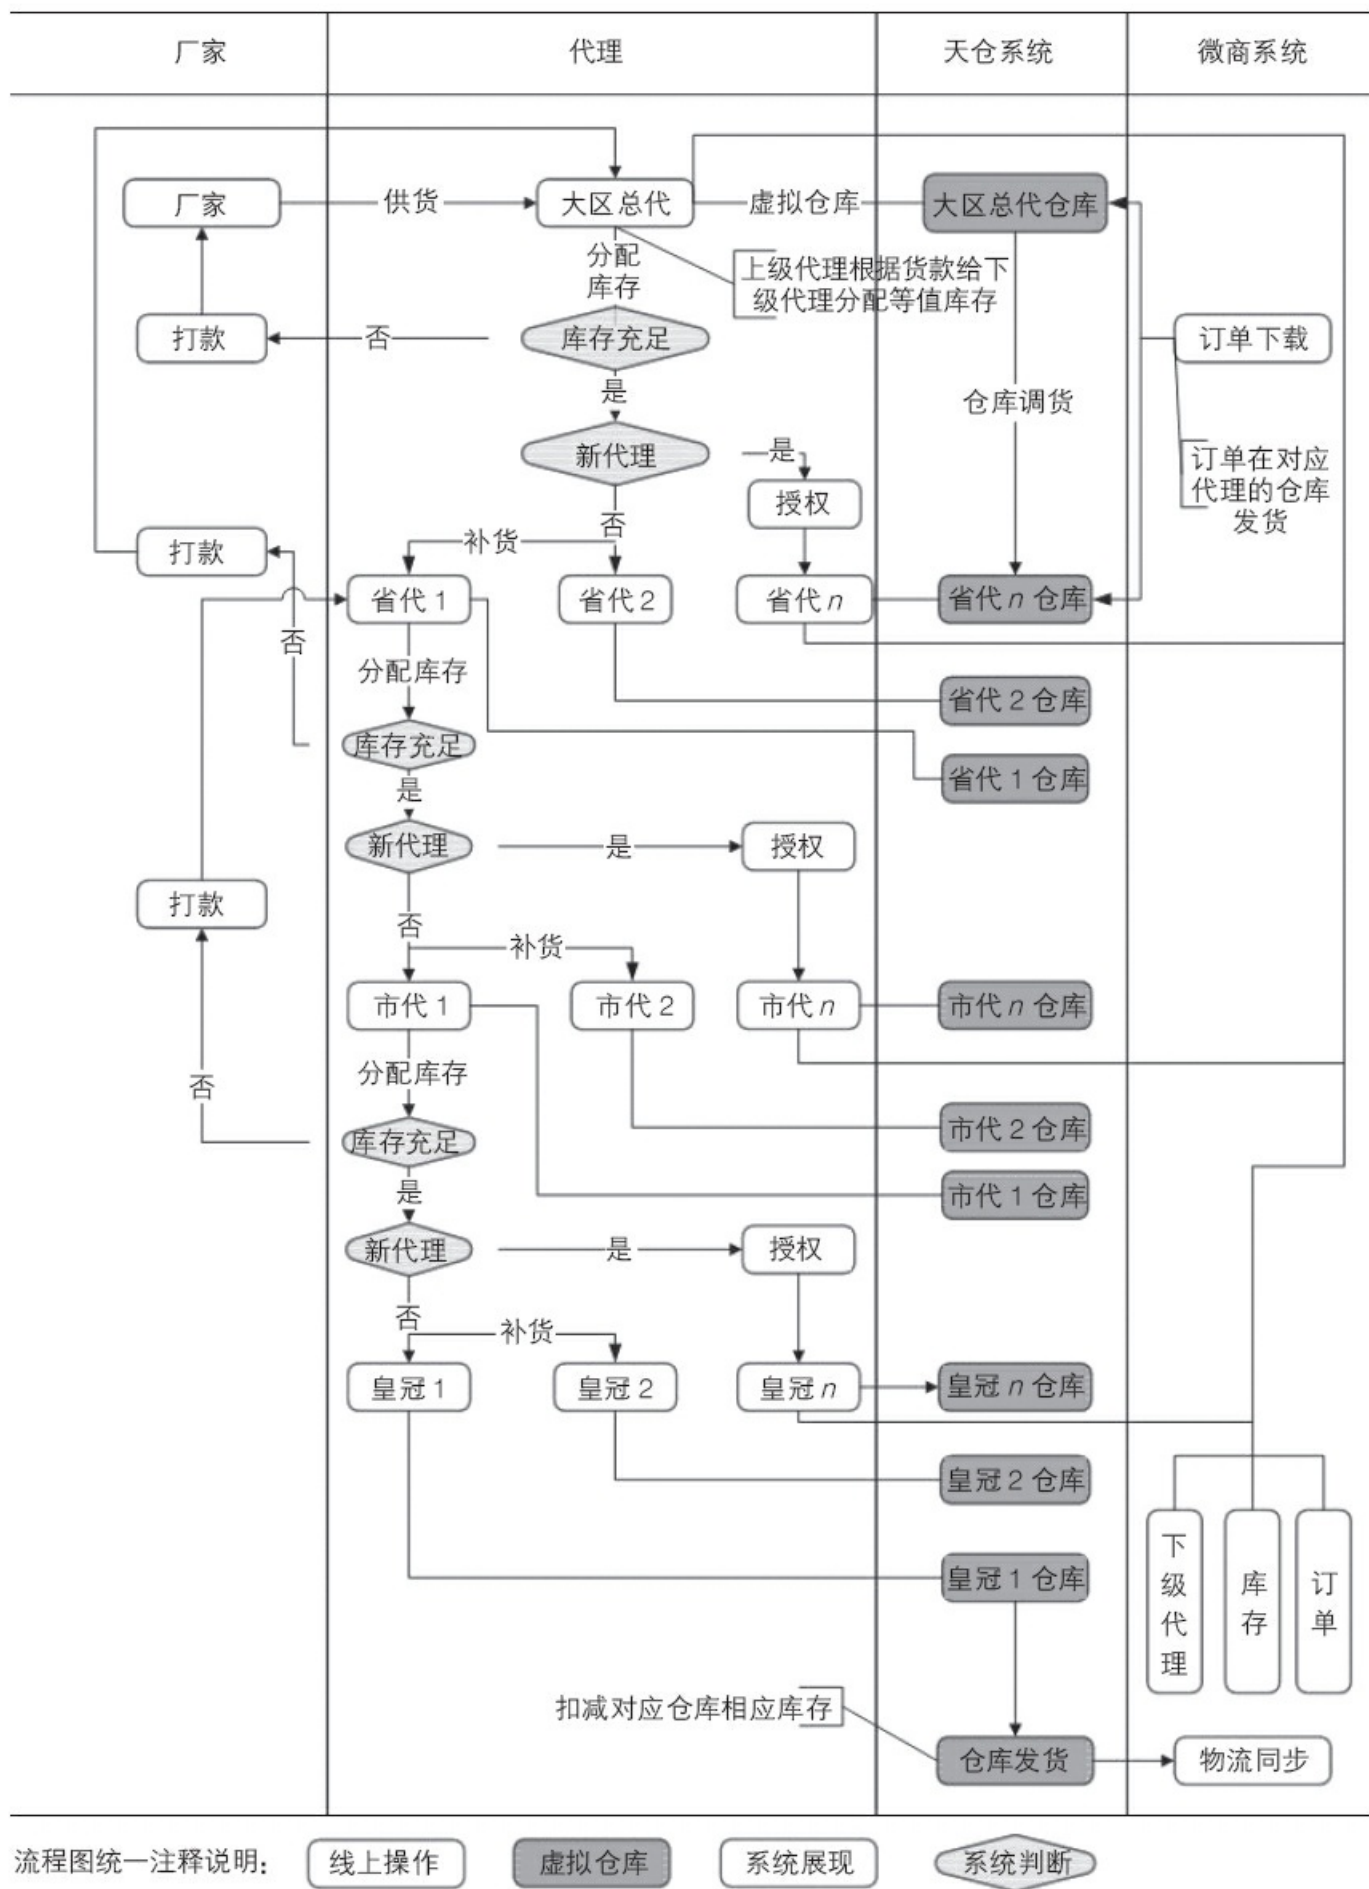 厂家
代理
天仓系统
微商系统
厂家
供货
大区总代
虚拟仓库
大区总代仓库
分配
库存
上级代理根据货款给下
级代理分配等值库存
打款
否
库存充足
订单下载
是
仓库调货
新代理
是
订单在对应
代理的仓库
发货
授权
否
补货
打款
省代1
省代2
省代n
省代n仓库
否
分配库存
省代2仓库
库存充足
省代1仓库
是
新代理
是
授权
打款
否
补货
市代1
市代2
市代n
市代n仓库
分配库存
否
库存充足
市代2仓库
是
市代1仓库
新代理
是
授权
否
补货
皇冠1
皇冠2
皇冠n
皇冠n仓库
皇冠2仓库
皇冠1仓库
下级代理
库存
订单
扣减对应仓库相应库存
仓库发货
物流同步
流程图统一注释说明：
线上操作
虚拟仓库
系统展现
系统判断